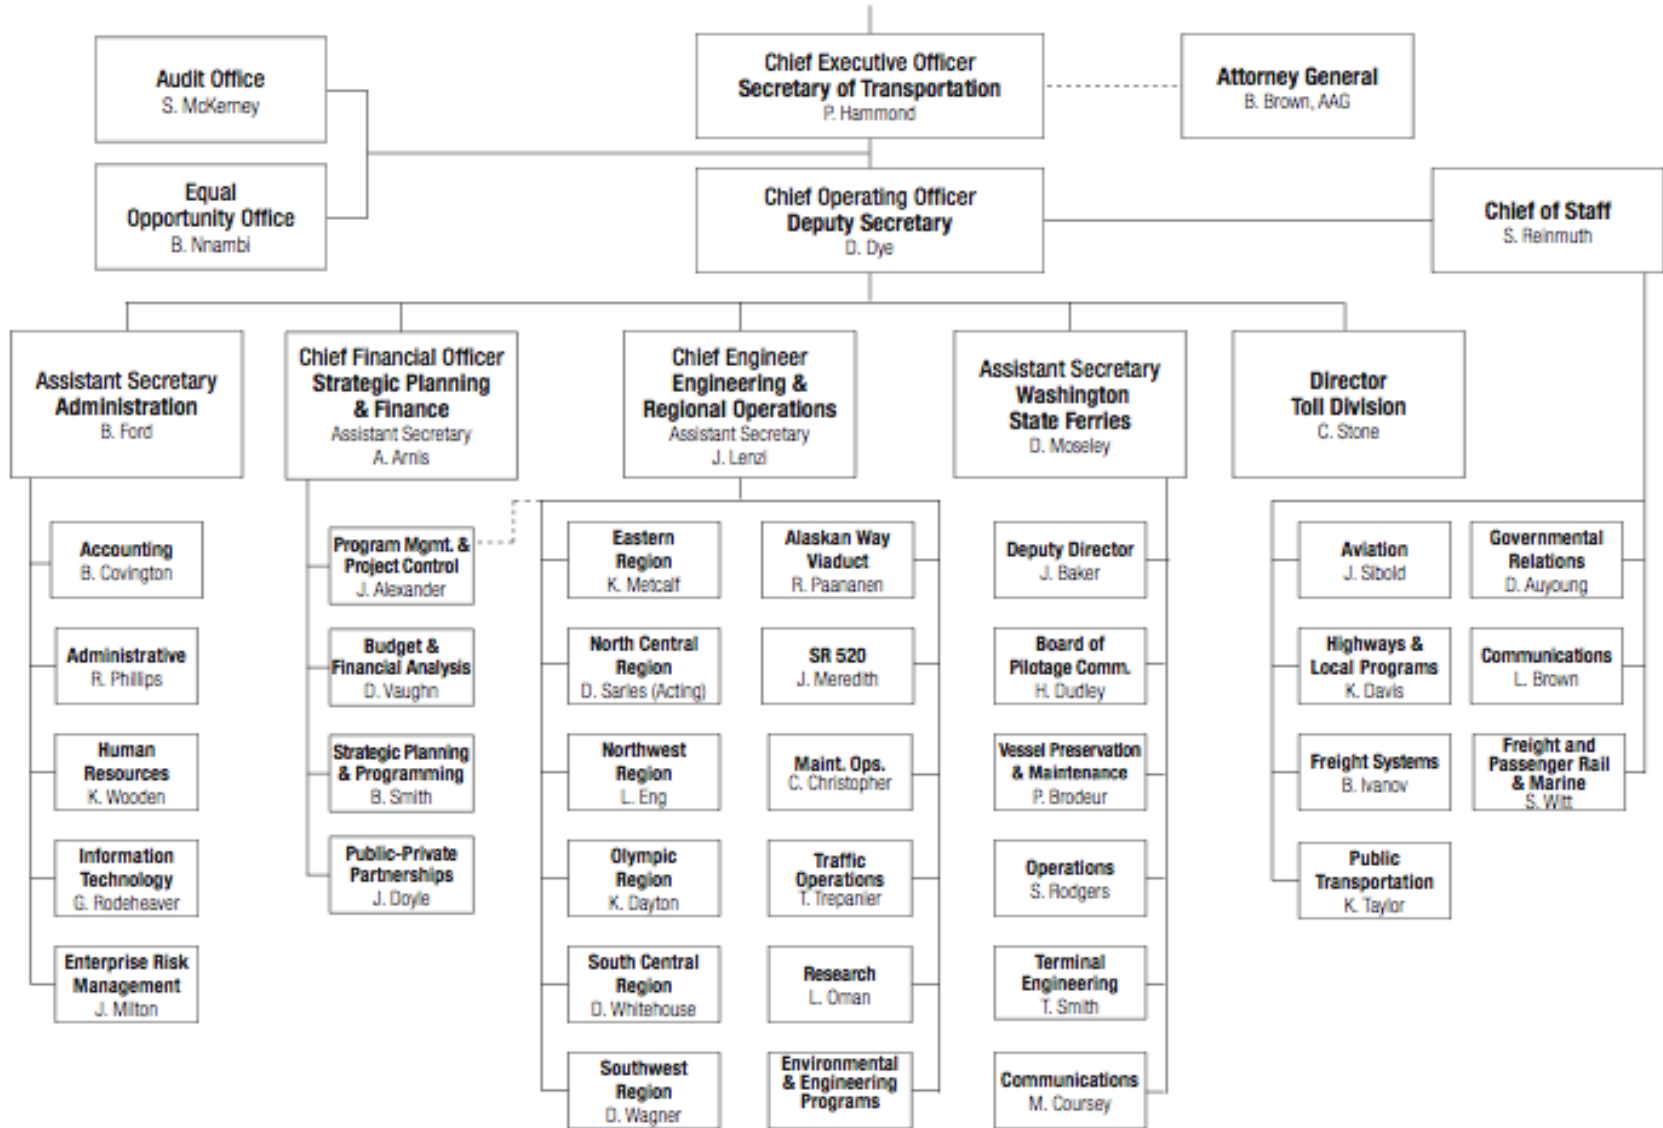 Audit Office
S. McKerney
Chief Executive Officer
Secretary of Transportation
P. Hammond
Attorney General
B. Brown, AAG
Equal
Opportunity Office
B. Nnambi
Chief Operating Officer
Deputy Secretary
D. Dye
Chief of Staff
S. Reinmuth
Assistant Secretary
Administration
B. Ford
Chief Financial Officer
Strategic Planning
& Finance
Assistant Secretary
A. Arnis
Chief Engineer
Engineering &
Regional Operations
Assistant Secretary
J. Lenzi
Assistant Secretary
Washington
State Ferries
D. Moseley
Director
Toll Division
C. Stone
Accounting
B. Covington
Administrative
R. Phillips
Human
Resources
K. Wooden
Information
Technology
G. Rodeheaver
Enterprise Risk
Management
J. Milton
Program Mgmt. &
Project Control
J. Alexander
Budget &
Financial Analysis
D. Vaughn
Strategic Planning
& Programming
B. Smith
Public-Private
Partnerships
J. Doyle
Eastern
Region
K. Metcalf
North Central
Region
D. Sarles (Acting)
Northwest
Region
L. Eng
Olympic
Region
K. Dayton
South Central
Region
D. Whitehouse
Southwest
Region
D. Wagner
Alaskan Way
Viaduct
R. Paananen
SR 520
J. Meredith
Maint. Ops.
C. Christopher
Traffic
Operations
T. Trepanier
Research
L. Oman
Environmental
& Engineering
Programs
Deputy Director
J. Baker
Board of
Pilotage Comm.
H. Dudley
Vessel Preservation
& Maintenance
P. Brodeur
Operations
S. Rodgers
Terminal
Engineering
T. Smith
Communications
M. Coursey
Aviation
J. Sibold
Highways &
Local Programs
K. Davis
Freight Systems
B. Ivanov
Public
Transportation
K. Taylor
Governmental
Relations
D. Auyoung
Communications
L. Brown
Freight and
Passenger Rail
& Marine
S. Witt